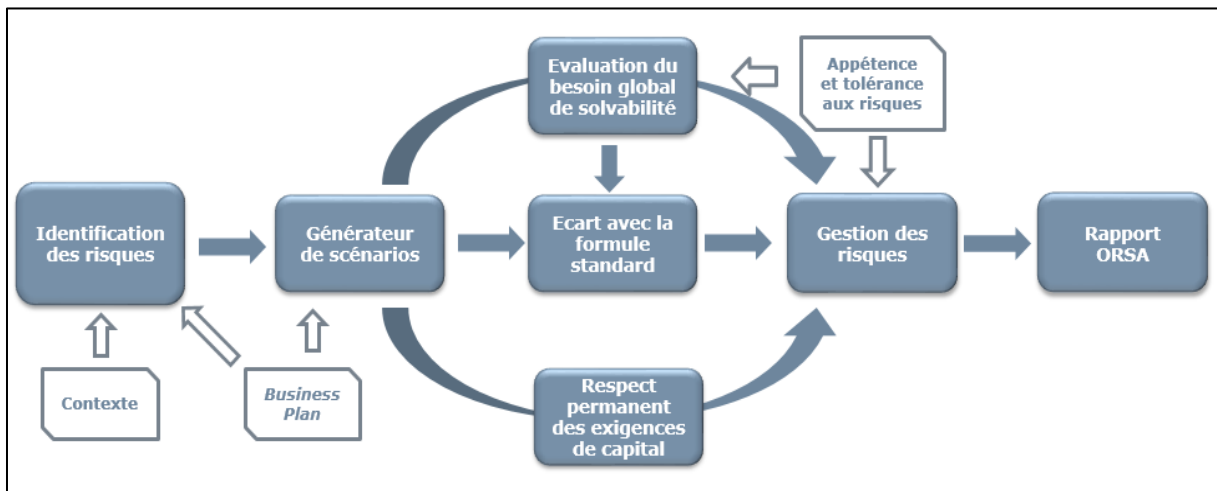 Evaluation du
besoin global
de solvabilité
Appétence
et tolérance
aux risques
Identification
des risques
Générateur
de scénarios
Ecart avec la
formule
standard
Gestion des
risques
Rapport
ORSA
Contexte
Business
Plan
Respect
permanent
des exigences
de capital